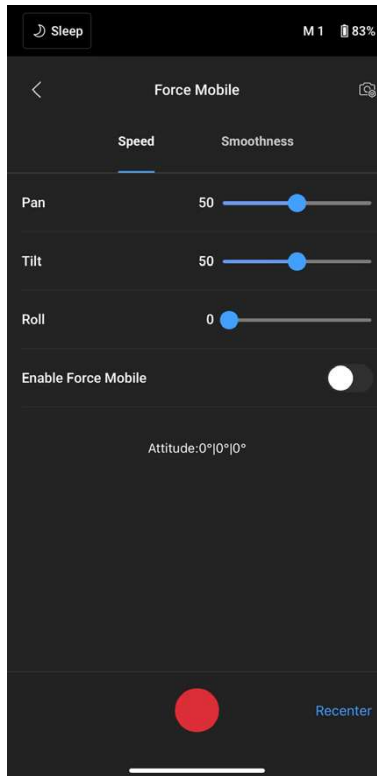 Sleep M 1 83%
Force Mobile
Speed Smoothness
Pan 50
Tilt 50
Roll 0
Enable Force Mobile
Attitude:0°|0°|0°
Recenter